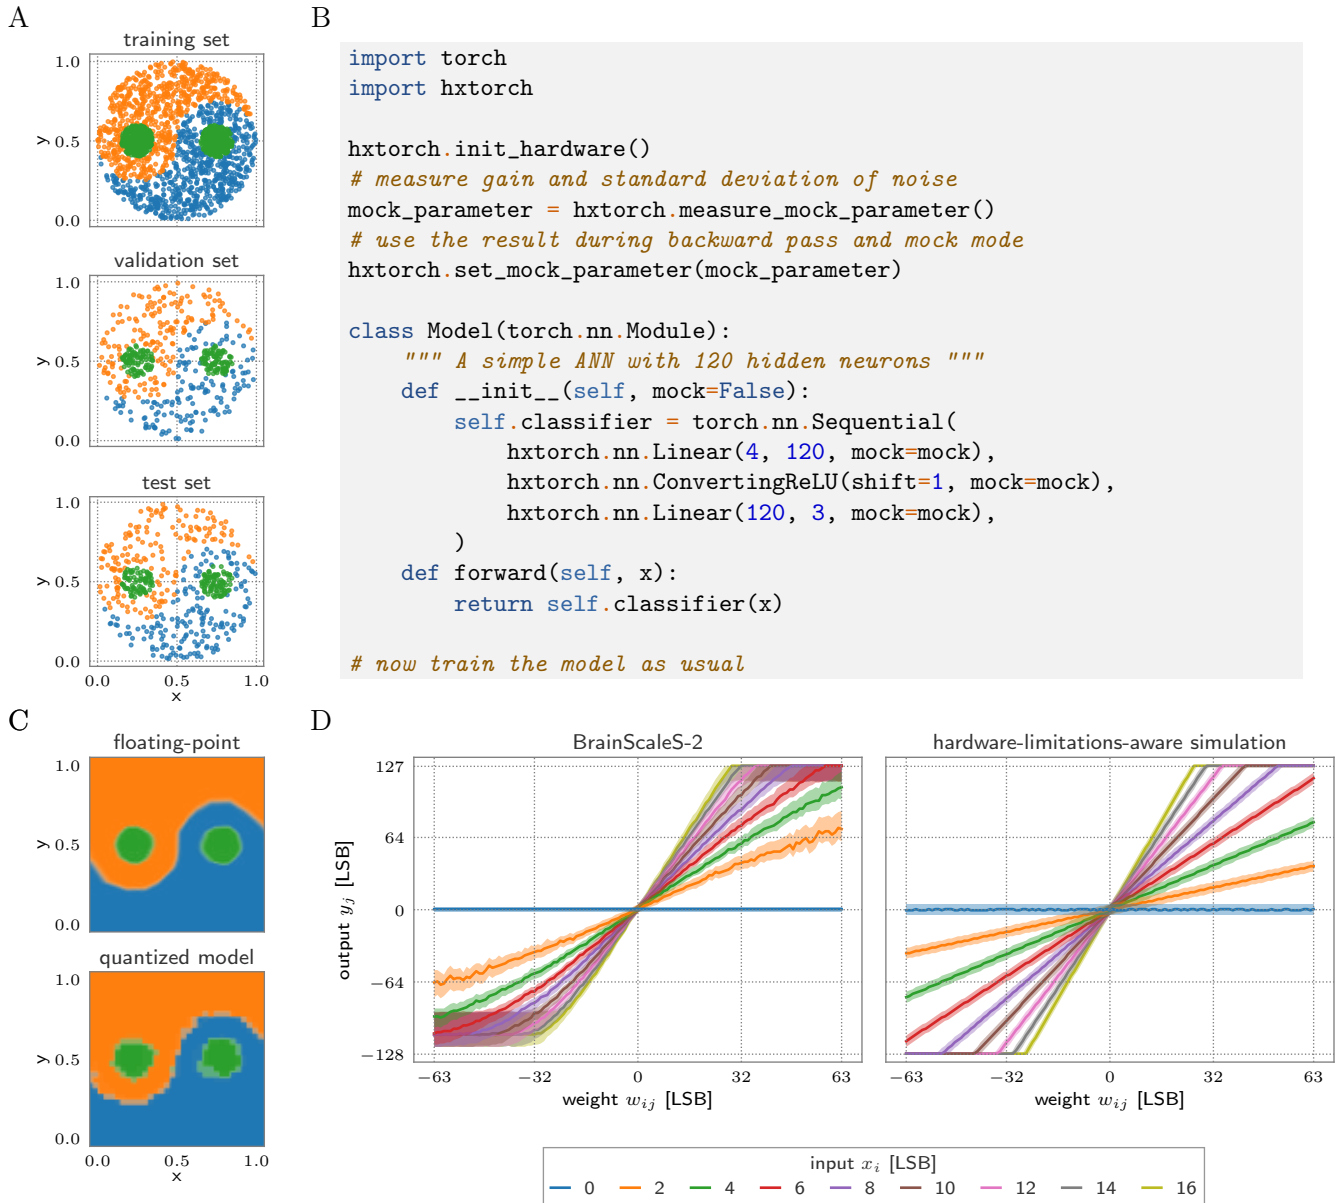 A
training set
1.0
y 0.5
0.0
validation set
1.0
y 0.5
0.0
test set
1.0
y 0.5
0.0
0.0 0.5 1.0
x
B
import torch
import hxtorch
hxtorch.init_hardware()
# measure gain and standard deviation of noise
mock_parameter = hxtorch.measure_mock_parameter()
# use the result during backward pass and mock mode
hxtorch.set_mock_parameter(mock_parameter)
class Model(torch.nn.Module):
    """ A simple ANN with 120 hidden neurons """
    def __init__(self, mock=False):
        self.classifier = torch.nn.Sequential(
            hxtorch.nn.Linear(4, 120, mock=mock),
            hxtorch.nn.ConvertingReLU(shift=1, mock=mock),
            hxtorch.nn.Linear(120, 3, mock=mock),
        )
    def forward(self, x):
        return self.classifier(x)
# now train the model as usual
C
floating-point
1.0
y 0.5
0.0
quantized model
1.0
y 0.5
0.0
0.0 0.5 1.0
x
D
BrainScaleS-2
127
64
0
−64
−128
output y_j [LSB]
−63 −32 0 32 63
weight w_ij [LSB]
hardware-limitations-aware simulation
−63 −32 0 32 63
weight w_ij [LSB]
input x_i [LSB]
0 2 4 6 8 10 12 14 16